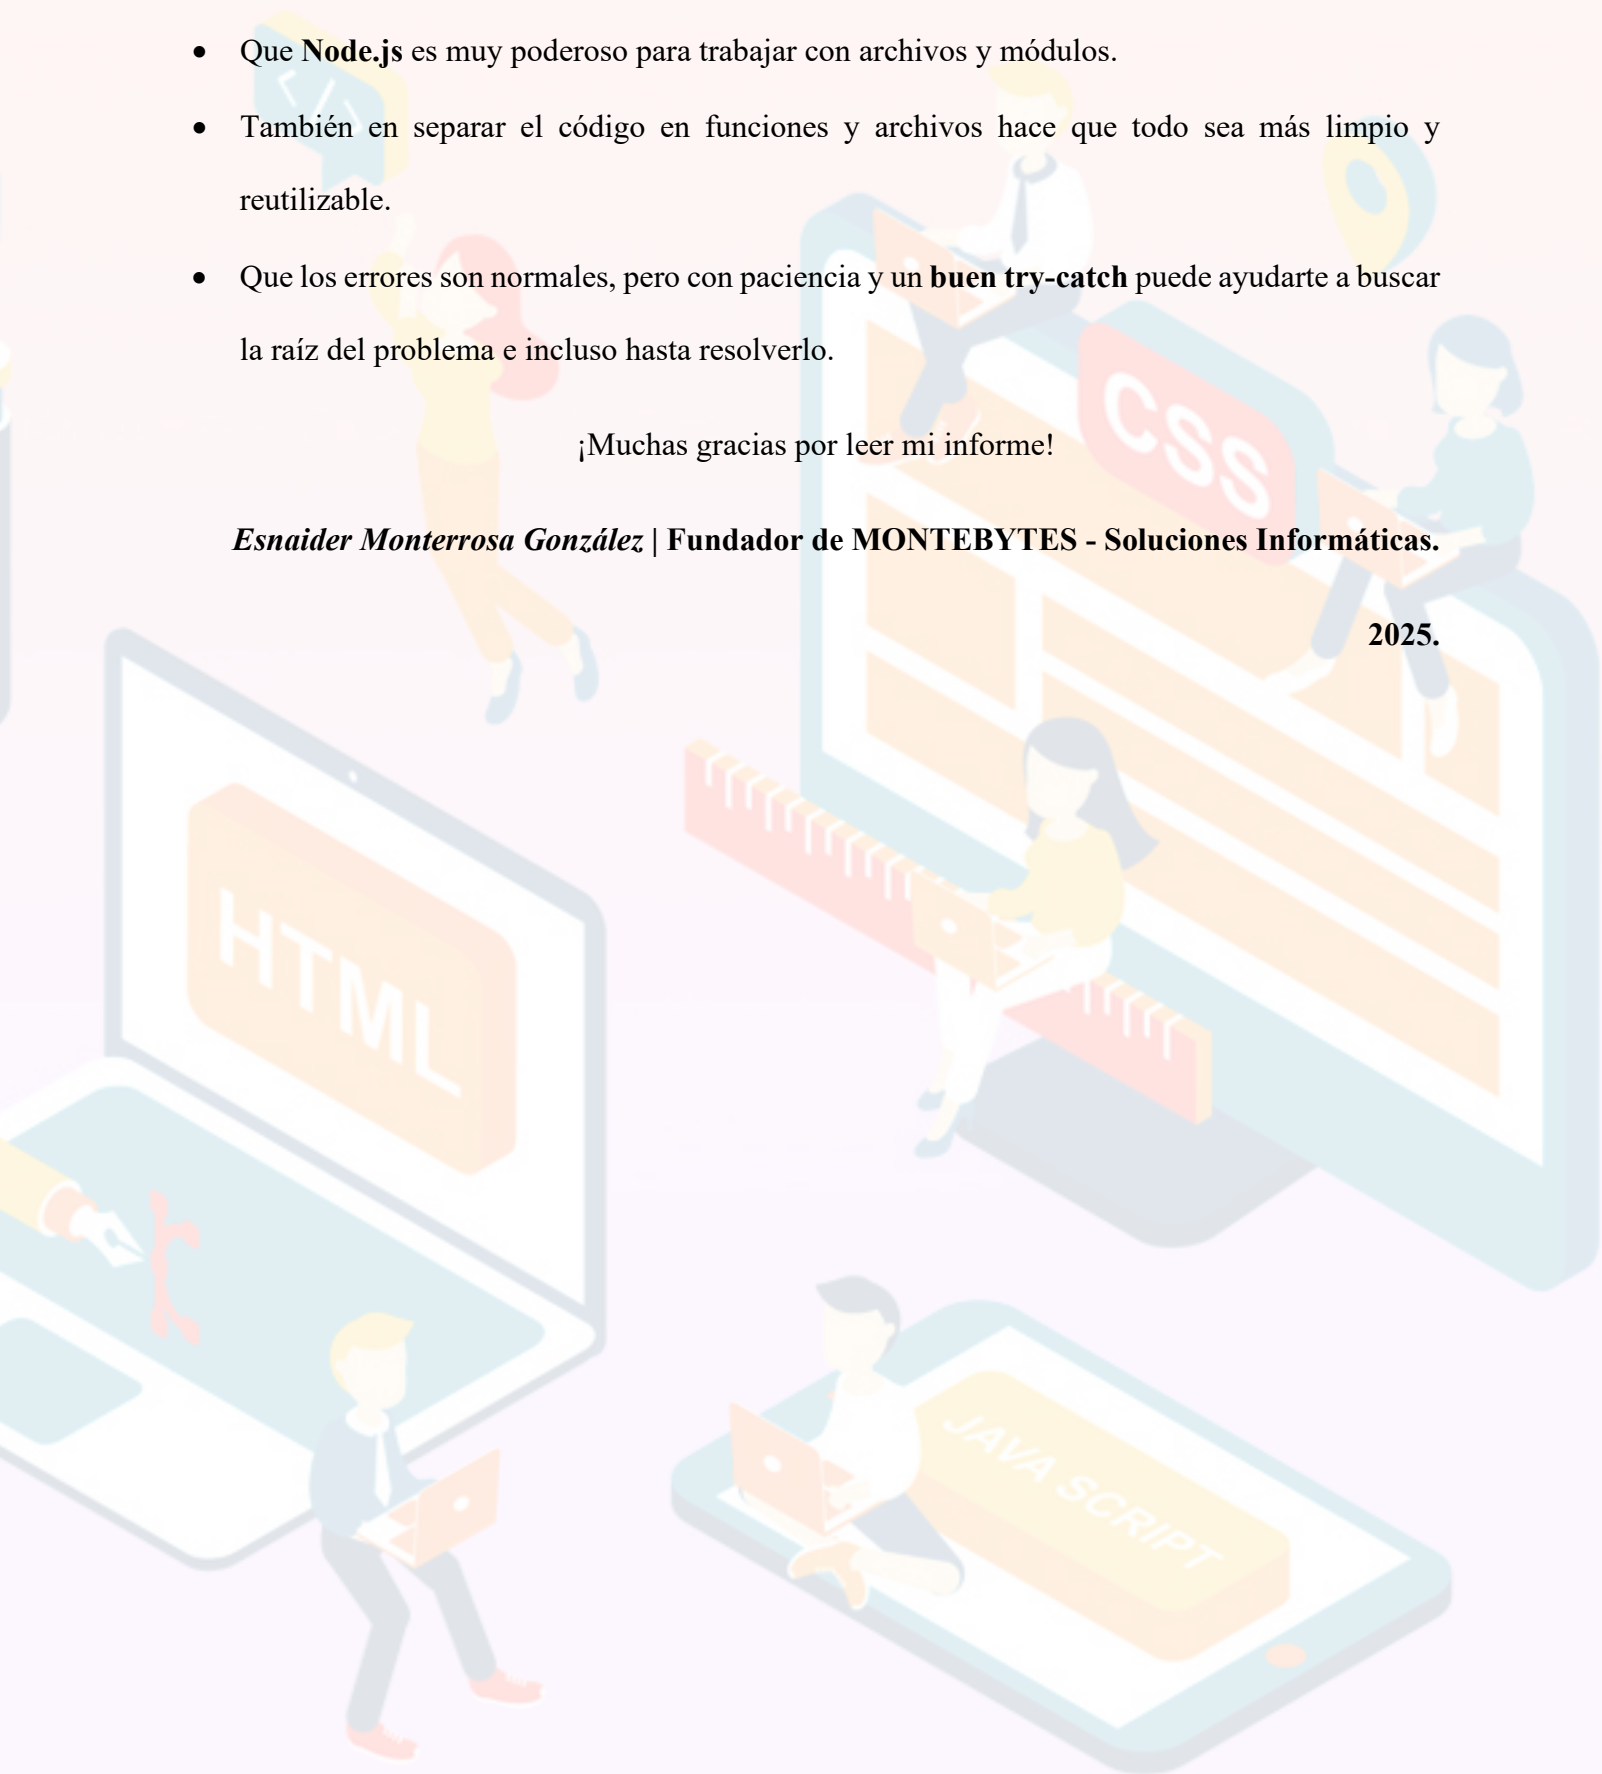 • Que Node.js es muy poderoso para trabajar con archivos y módulos.
• También en separar el código en funciones y archivos hace que todo sea más limpio y
reutilizable.
• Que los errores son normales, pero con paciencia y un buen try-catch puede ayudarte a buscar
la raíz del problema e incluso hasta resolverlo.
CSS
¡Muchas gracias por leer mi informe!
Esnaider Monterrosa González | Fundador de MONTEBYTES - Soluciones Informáticas.
2025.
HTML
JAVA SCRIPT